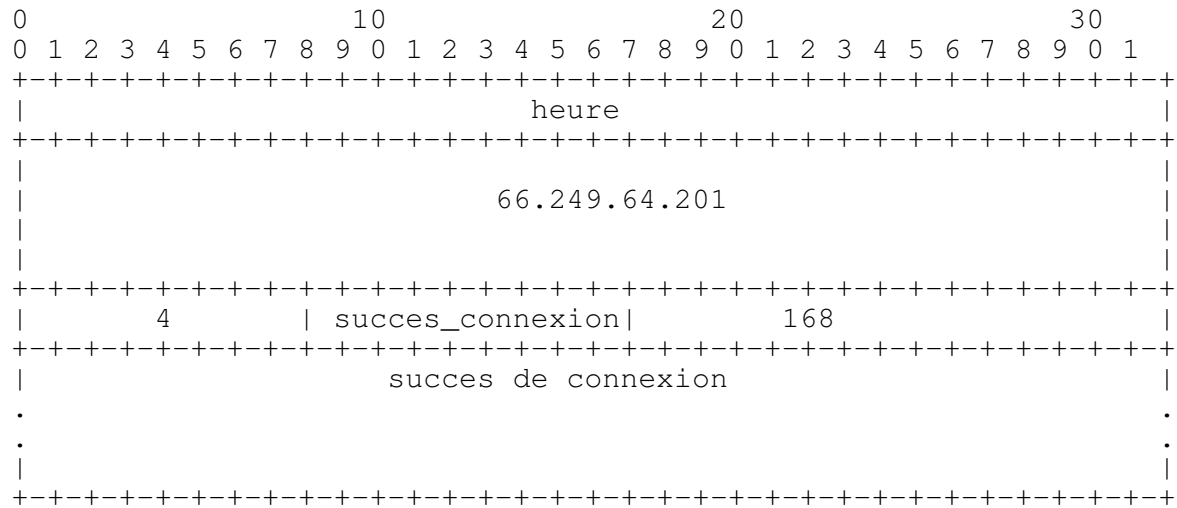 0                   10                  20                  30
0 1 2 3 4 5 6 7 8 9 0 1 2 3 4 5 6 7 8 9 0 1 2 3 4 5 6 7 8 9 0 1
+-+-+-+-+-+-+-+-+-+-+-+-+-+-+-+-+-+-+-+-+-+-+-+-+-+-+-+-+-+-+-+-+
|                            heure                              |
+-+-+-+-+-+-+-+-+-+-+-+-+-+-+-+-+-+-+-+-+-+-+-+-+-+-+-+-+-+-+-+-+
|                                                               |
|                          66.249.64.201                        |
|                                                               |
|                                                               |
+-+-+-+-+-+-+-+-+-+-+-+-+-+-+-+-+-+-+-+-+-+-+-+-+-+-+-+-+-+-+-+-+
|       4       | succes_connexion|        168                  |
+-+-+-+-+-+-+-+-+-+-+-+-+-+-+-+-+-+-+-+-+-+-+-+-+-+-+-+-+-+-+-+-+
|                    succes de connexion                        |
.                                                               .
.                                                               .
|                                                               |
+-+-+-+-+-+-+-+-+-+-+-+-+-+-+-+-+-+-+-+-+-+-+-+-+-+-+-+-+-+-+-+-+